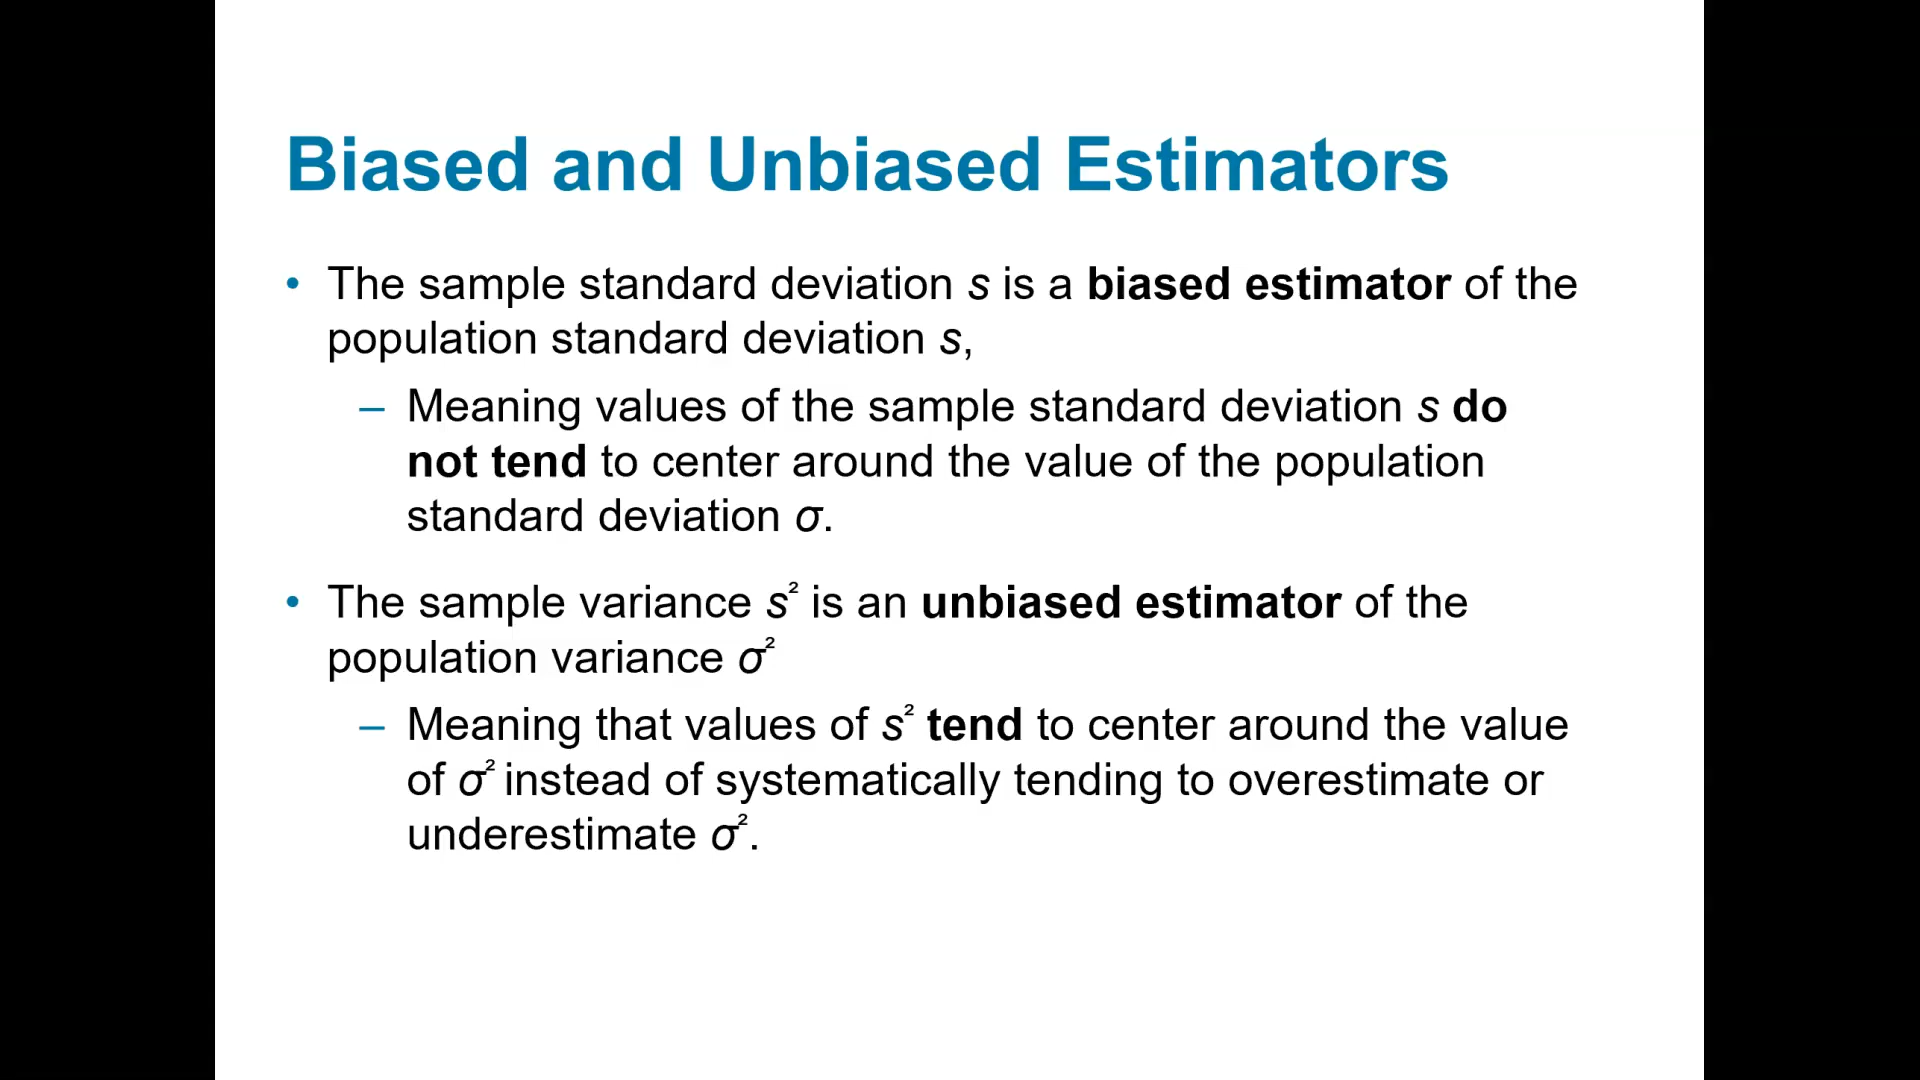 Biased and Unbiased Estimators
• The sample standard deviation s is a biased estimator of the
population standard deviation s,
– Meaning values of the sample standard deviation s do
not tend to center around the value of the population
standard deviation σ.
• The sample variance s² is an unbiased estimator of the
population variance σ²
– Meaning that values of s² tend to center around the value
of σ² instead of systematically tending to overestimate or
underestimate σ².